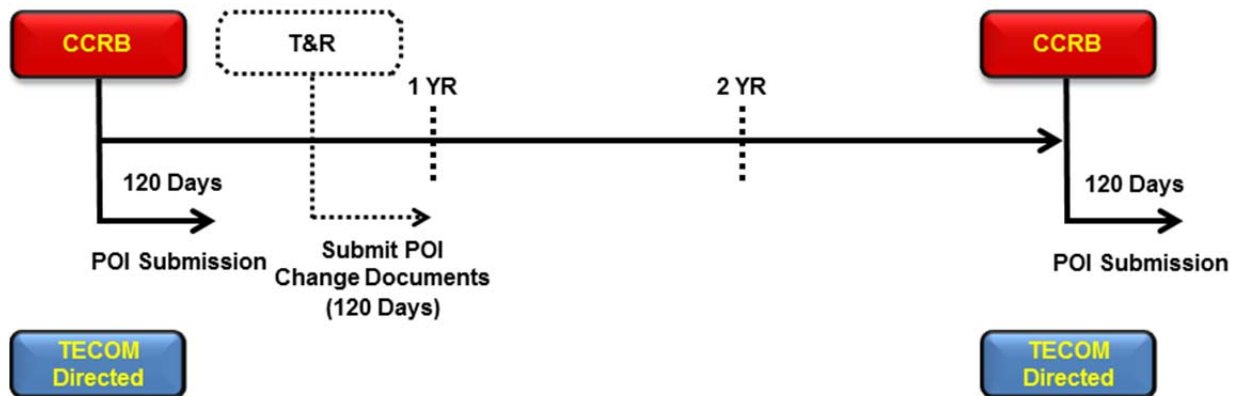 CCRB
T&R
CCRB
1 YR
2 YR
120 Days
120 Days
POI Submission
Submit POI
Change Documents
(120 Days)
POI Submission
TECOM
Directed
TECOM
Directed